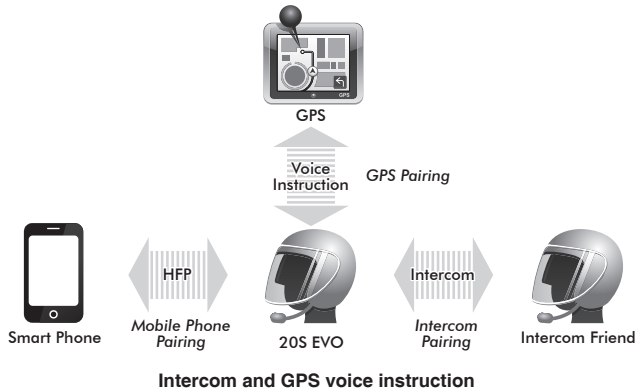 GPS
GPS
Voice
Instruction
GPS Pairing
HFP
Intercom
Smart Phone
Mobile Phone
Pairing
20S EVO
Intercom
Pairing
Intercom Friend
Intercom and GPS voice instruction